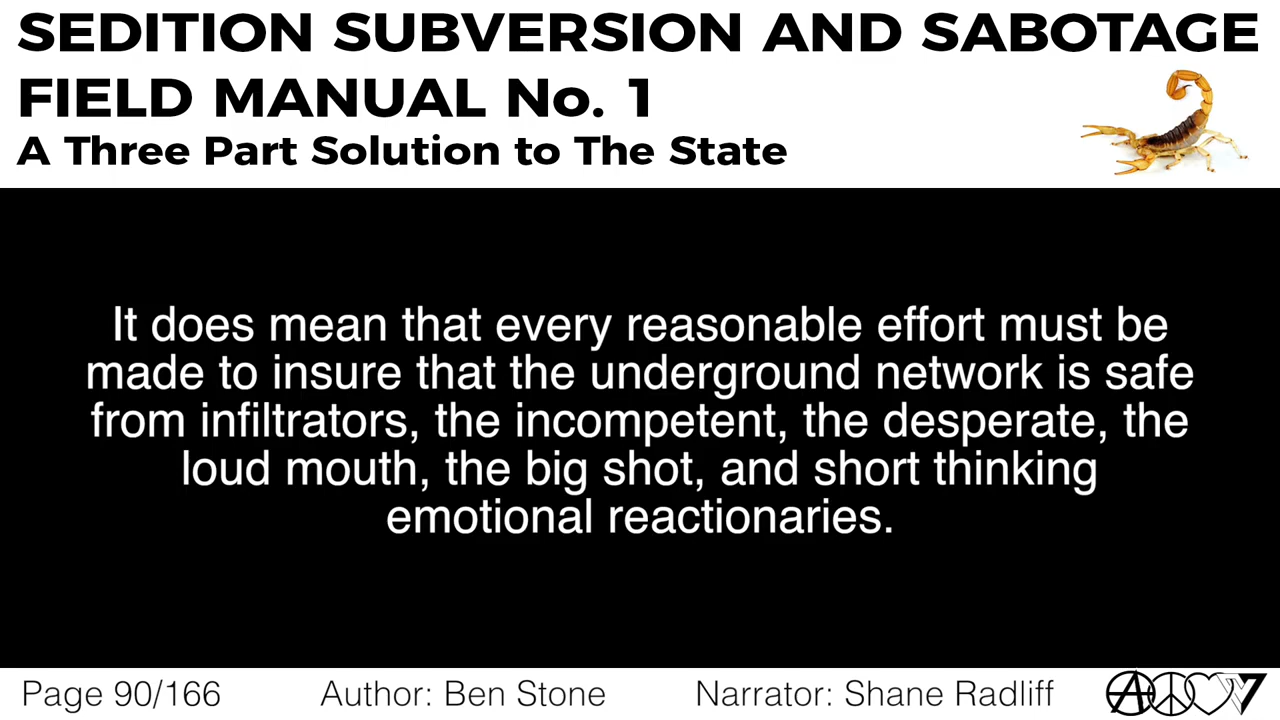 SEDITION SUBVERSION AND SABOTAGE
FIELD MANUAL No. 1
A Three Part Solution to The State
It does mean that every reasonable effort must be
made to insure that the underground network is safe
from infiltrators, the incompetent, the desperate, the
loud mouth, the big shot, and short thinking
emotional reactionaries.
Page 90/166 Author: Ben Stone Narrator: Shane Radliff